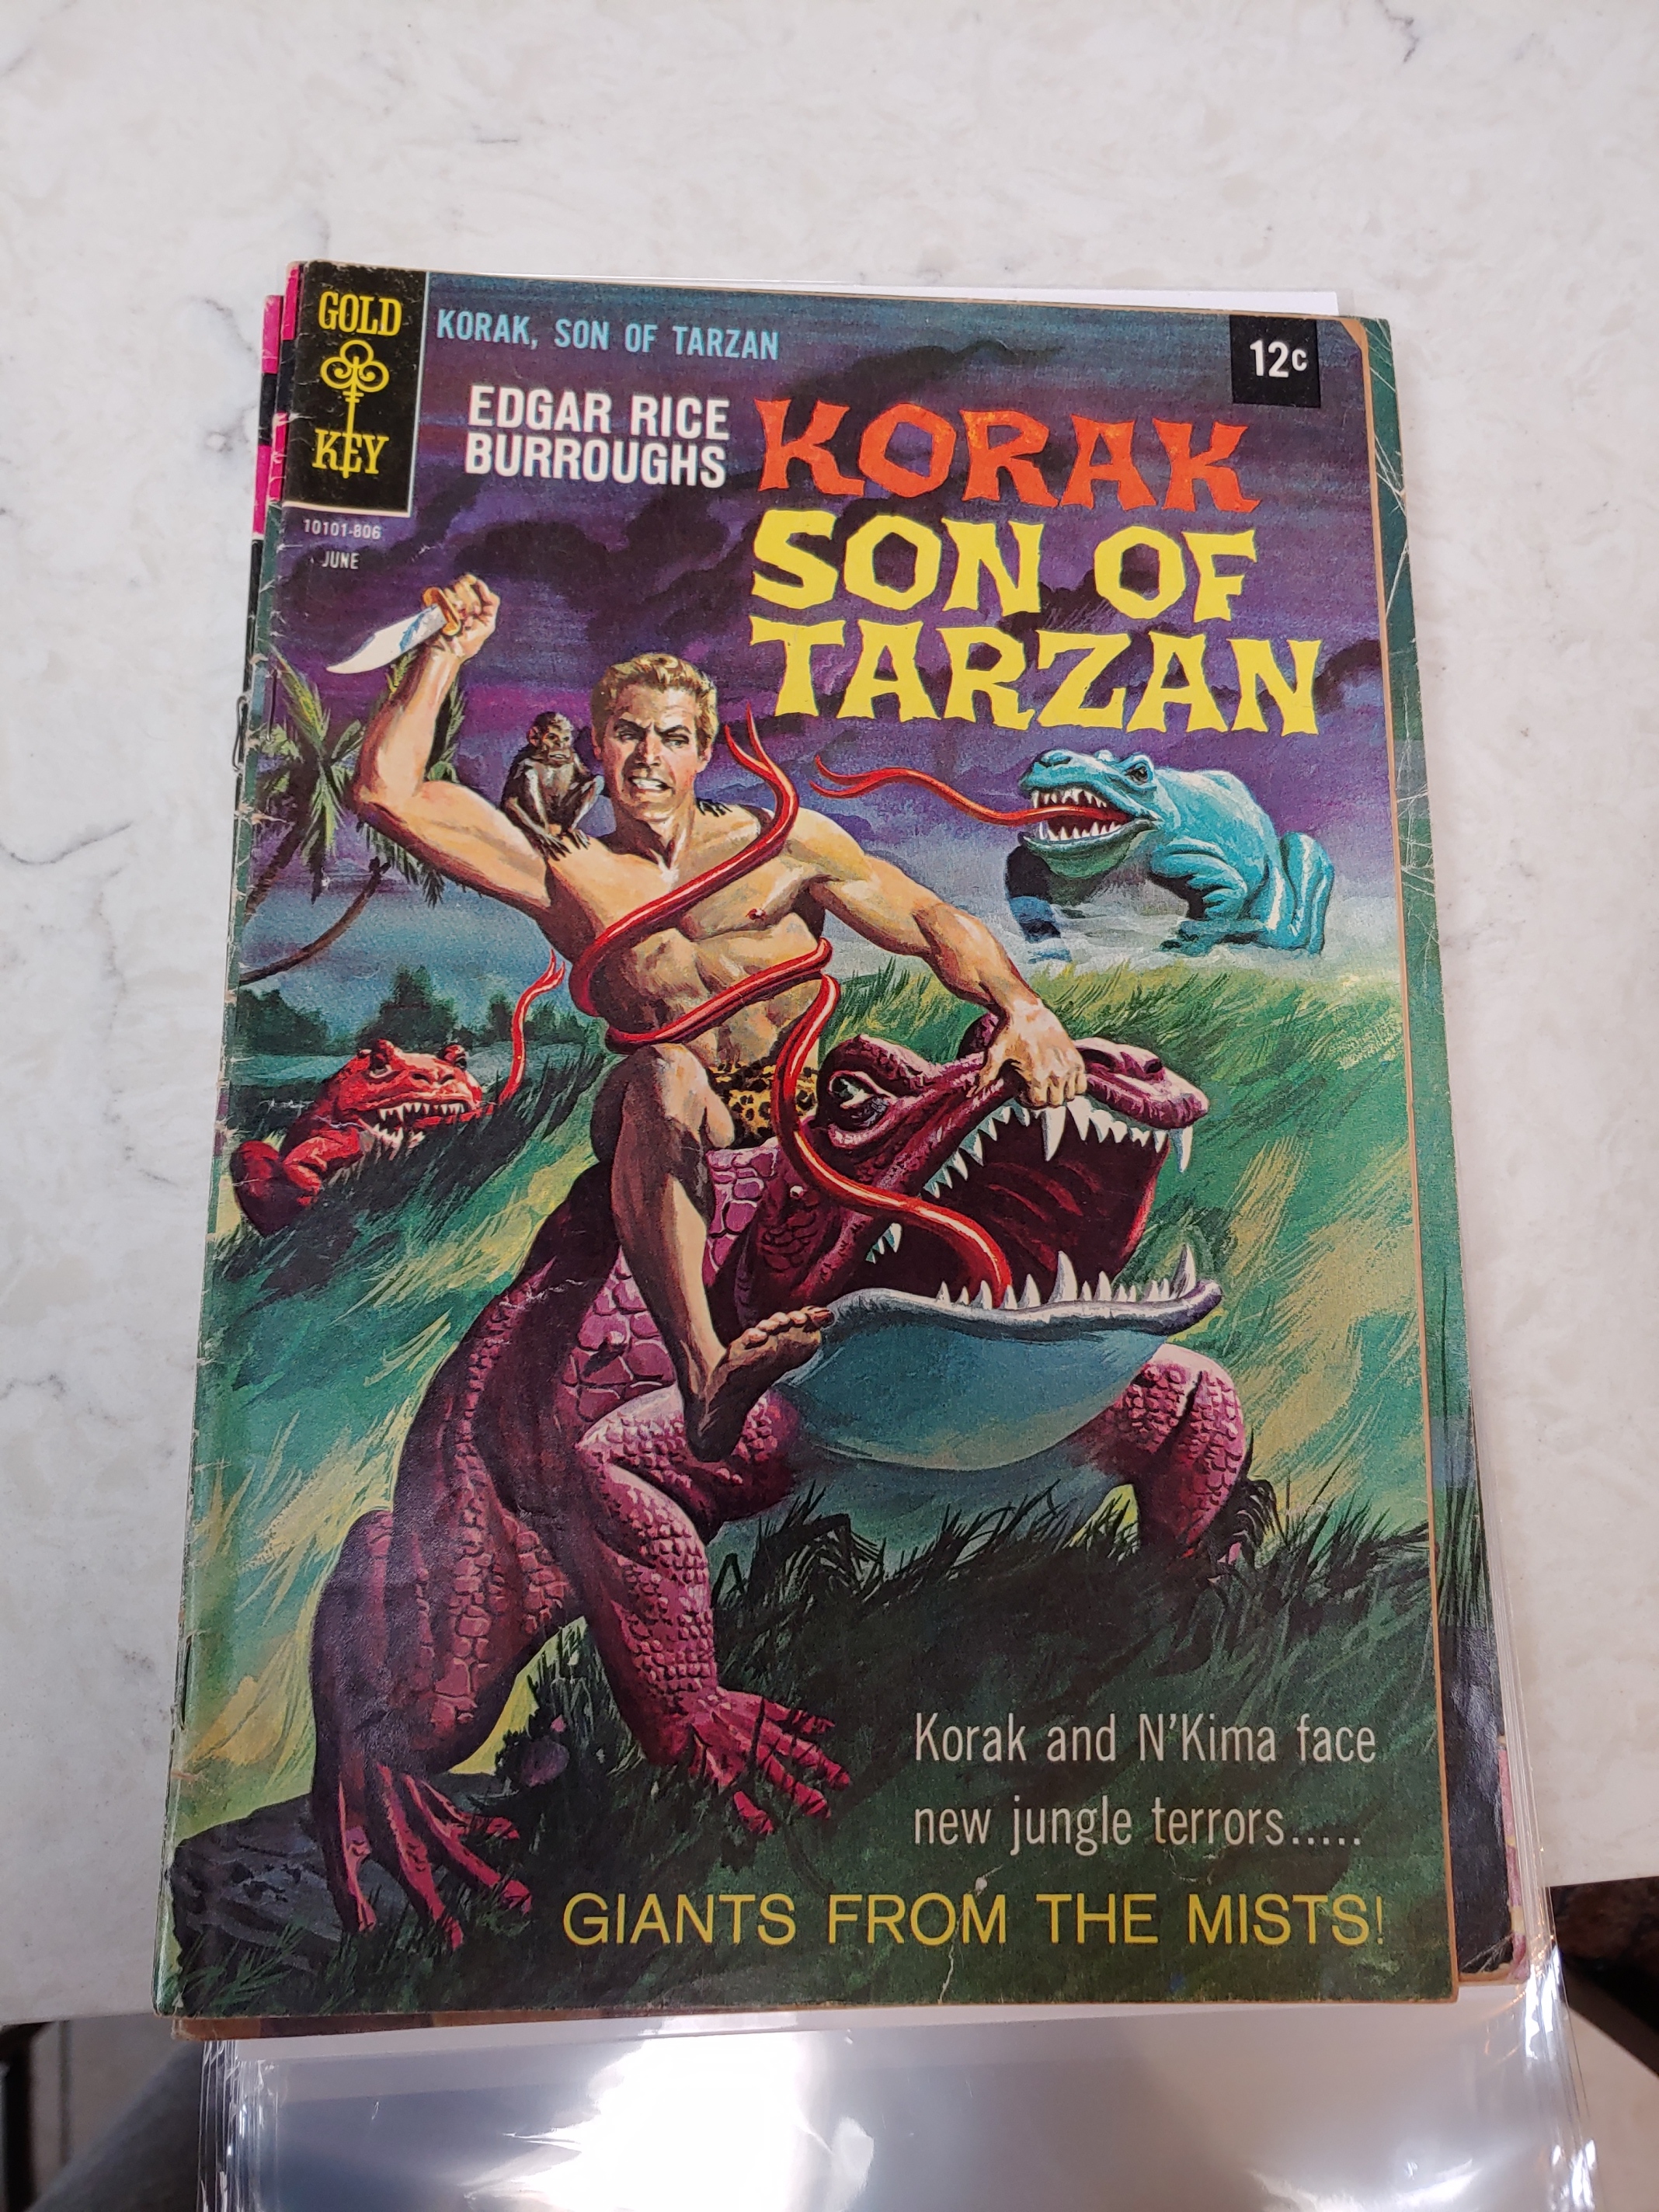 GOLD
KEY
KORAK, SON OF TARZAN
12c
EDGAR RICE
BURROUGHS
KORAK
SON OF
TARZAN
10101-806
JUNE
Korak and N'Kima face
new jungle terrors.....
GIANTS FROM THE MISTS!